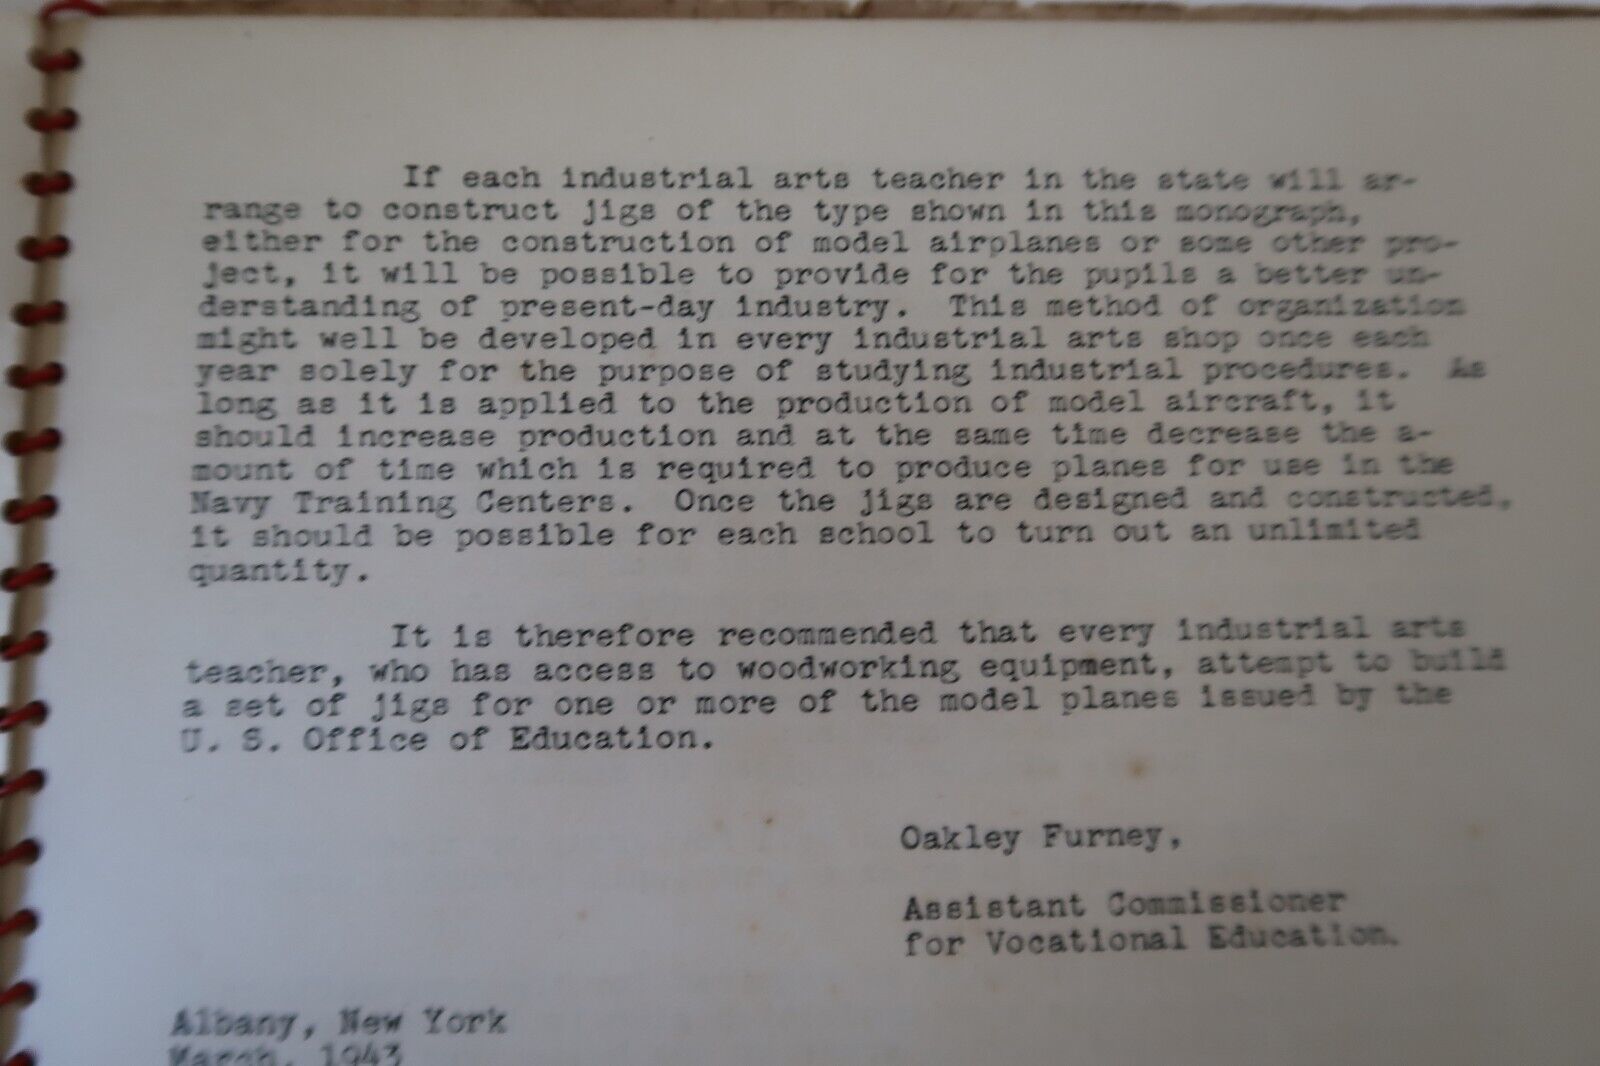 If each industrial arts teacher in the state will ar-
range to construct jigs of the type shown in this monograph,
either for the construction of model airplanes or some other pro-
ject, it will be possible to provide for the pupils a better un-
derstanding of present-day industry. This method of organization
might well be developed in every industrial arts shop once each
year solely for the purpose of studying industrial procedures. As
long as it is applied to the production of model aircraft, it
should increase production and at the same time decrease the a-
mount of time which is required to produce planes for use in the
Navy Training Centers. Once the jigs are designed and constructed,
it should be possible for each school to turn out an unlimited
quantity.
It is therefore recommended that every industrial arts
teacher, who has access to woodworking equipment, attempt to build
a set of jigs for one or more of the model planes issued by the
U. S. Office of Education.
Oakley Furney,
Assistant Commissioner
for Vocational Education.
Albany, New York
March, 1943